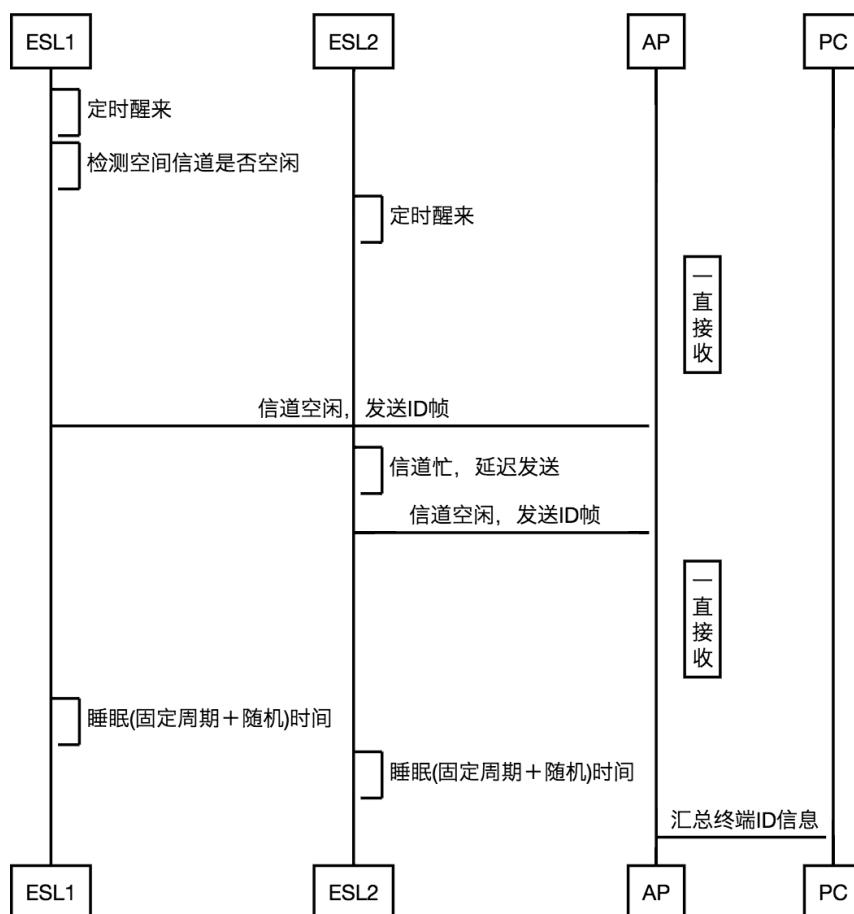 ESL1
ESL2
AP
PC
定时醒来
检测空间信道是否空闲
定时醒来
一直接收
信道空闲，发送ID帧
信道忙，延迟发送
信道空闲，发送ID帧
一直接收
睡眠(固定周期＋随机)时间
睡眠(固定周期＋随机)时间
汇总终端ID信息
ESL1
ESL2
AP
PC